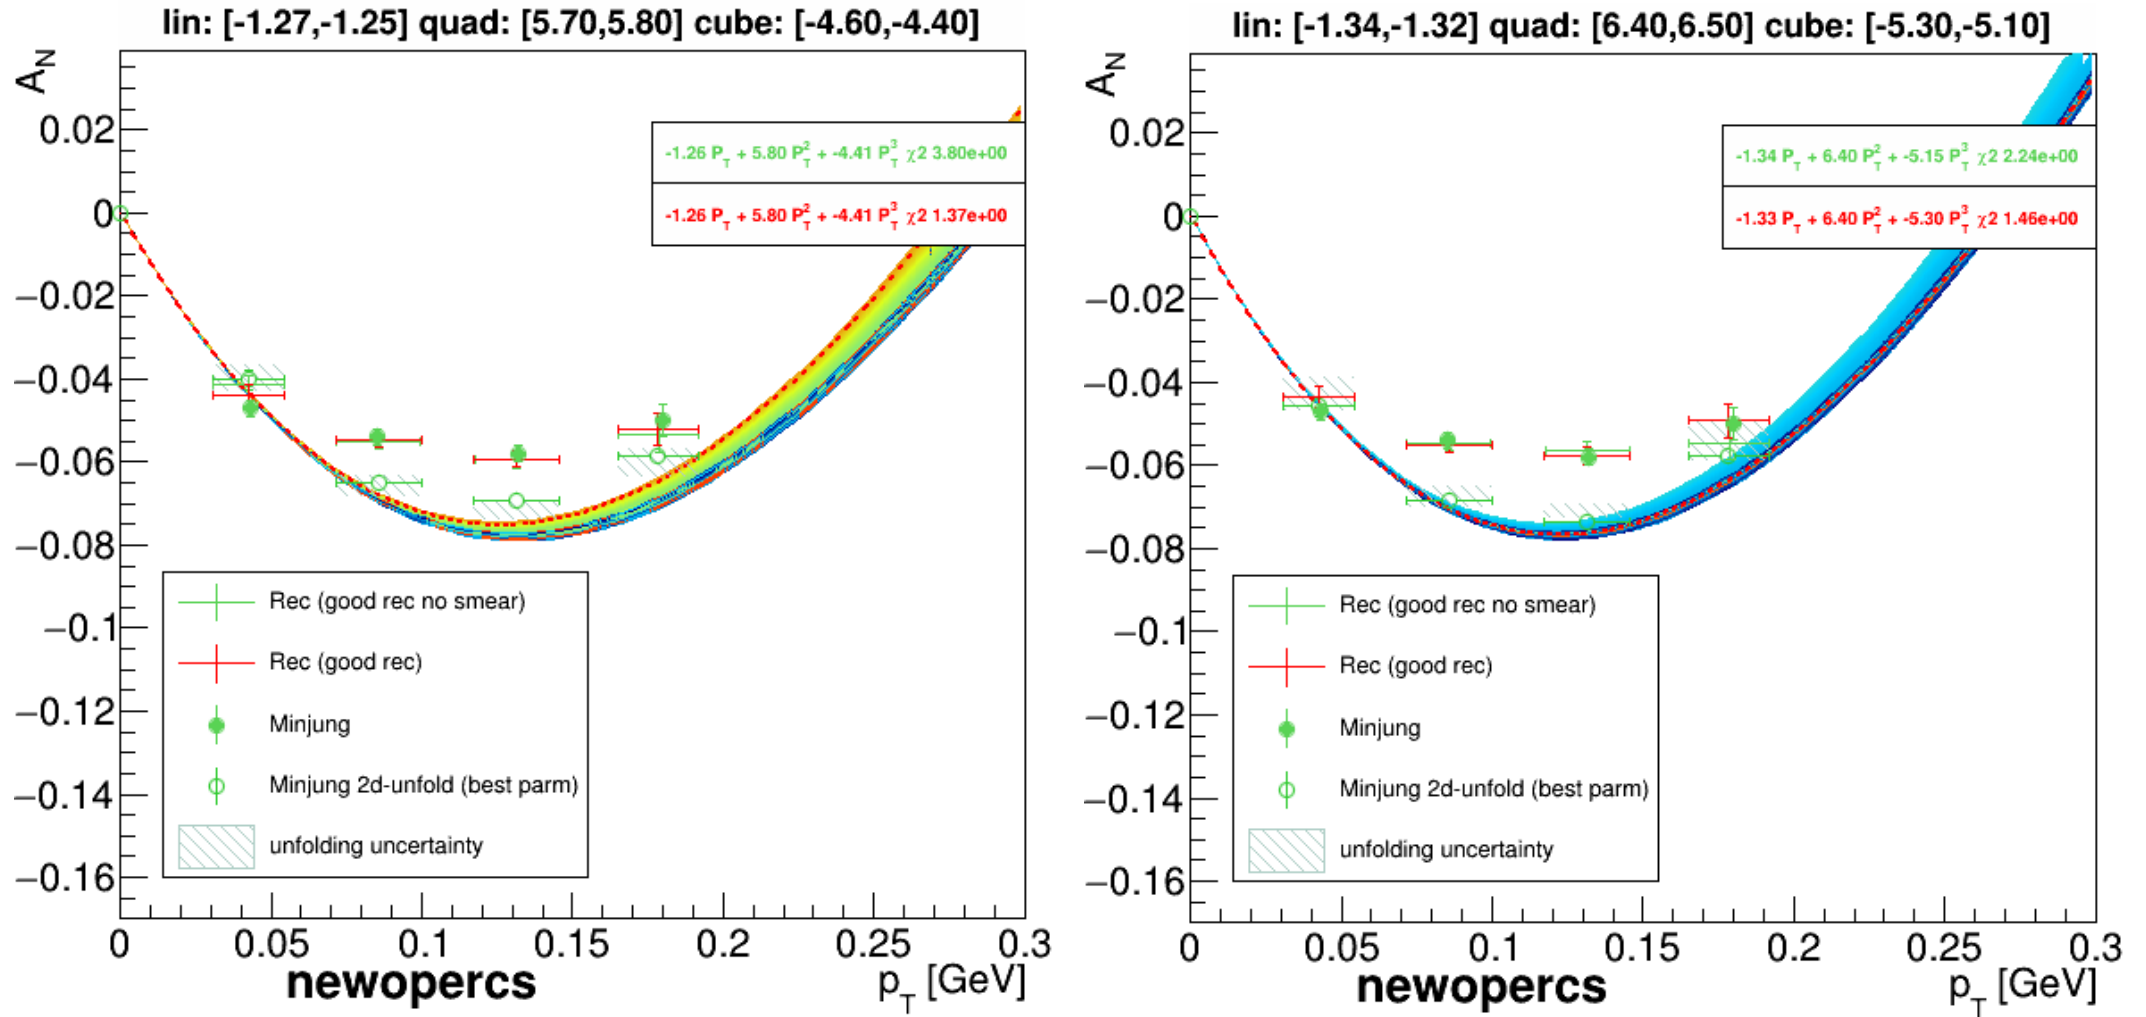 lin: [-1.27,-1.25] quad: [5.70,5.80] cube: [-4.60,-4.40]
A_N
0.02
0
−0.02
−0.04
−0.06
−0.08
−0.1
−0.12
−0.14
−0.16
-1.26 P_T + 5.80 P_T^2 + -4.41 P_T^3 χ2 3.80e+00
-1.26 P_T + 5.80 P_T^2 + -4.41 P_T^3 χ2 1.37e+00
Rec (good rec no smear)
Rec (good rec)
Minjung
Minjung 2d-unfold (best parm)
unfolding uncertainty
0 0.05 0.1 0.15 0.2 0.25 0.3
newopercs
p_T [GeV]
lin: [-1.34,-1.32] quad: [6.40,6.50] cube: [-5.30,-5.10]
A_N
0.02
0
−0.02
−0.04
−0.06
−0.08
−0.1
−0.12
−0.14
−0.16
-1.34 P_T + 6.40 P_T^2 + -5.15 P_T^3 χ2 2.24e+00
-1.33 P_T + 6.40 P_T^2 + -5.30 P_T^3 χ2 1.46e+00
Rec (good rec no smear)
Rec (good rec)
Minjung
Minjung 2d-unfold (best parm)
unfolding uncertainty
0 0.05 0.1 0.15 0.2 0.25 0.3
newopercs
p_T [GeV]